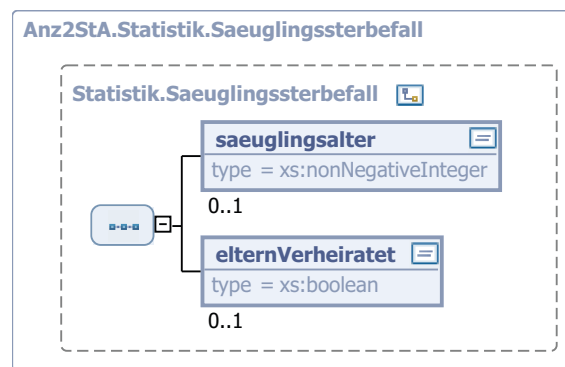 Anz2StA.Statistik.Saeuglingssterbefall
Statistik.Saeuglingssterbefall
saeuglingsalter
type = xs:nonNegativeInteger
0..1
elternVerheiratet
type = xs:boolean
0..1